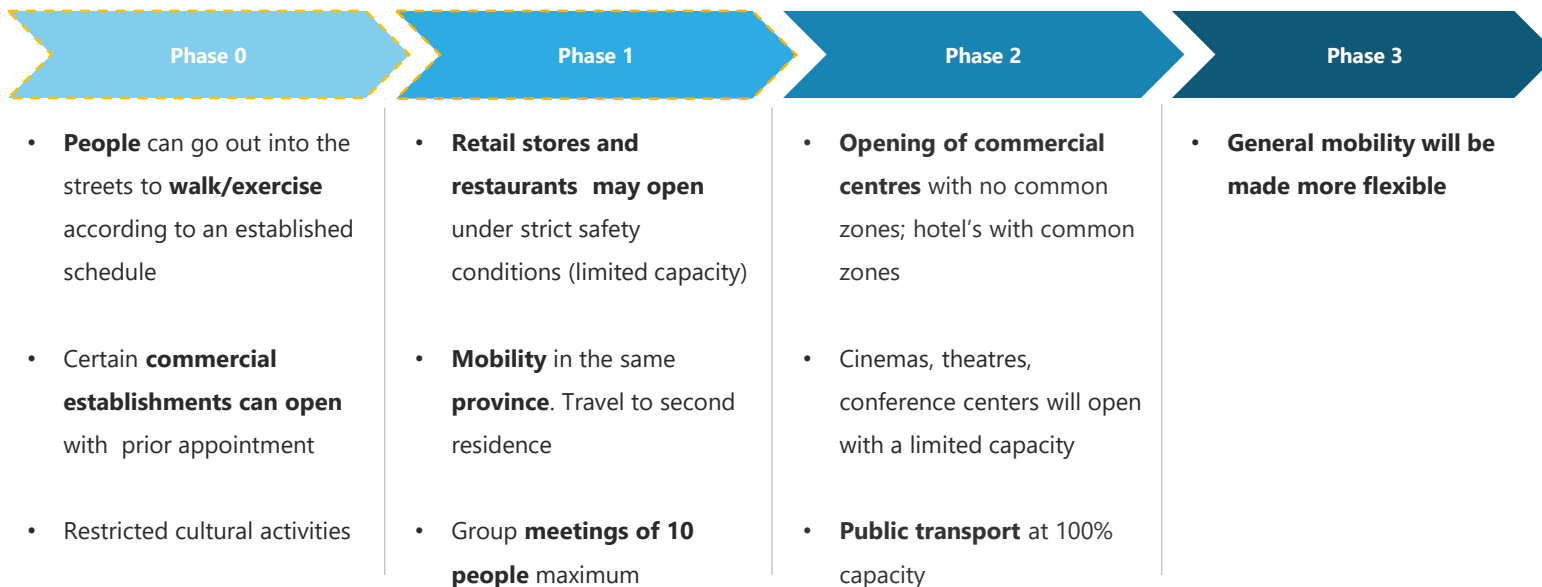 Phase 0
Phase 1
Phase 2
Phase 3
• People can go out into the
streets to walk/exercise
according to an established
schedule
• Certain commercial
establishments can open
with prior appointment
• Restricted cultural activities
• Retail stores and
restaurants may open
under strict safety
conditions (limited capacity)
• Mobility in the same
province. Travel to second
residence
• Group meetings of 10
people maximum
• Opening of commercial
centres with no common
zones; hotel's with common
zones
• Cinemas, theatres,
conference centers will open
with a limited capacity
• Public transport at 100%
capacity
• General mobility will be
made more flexible